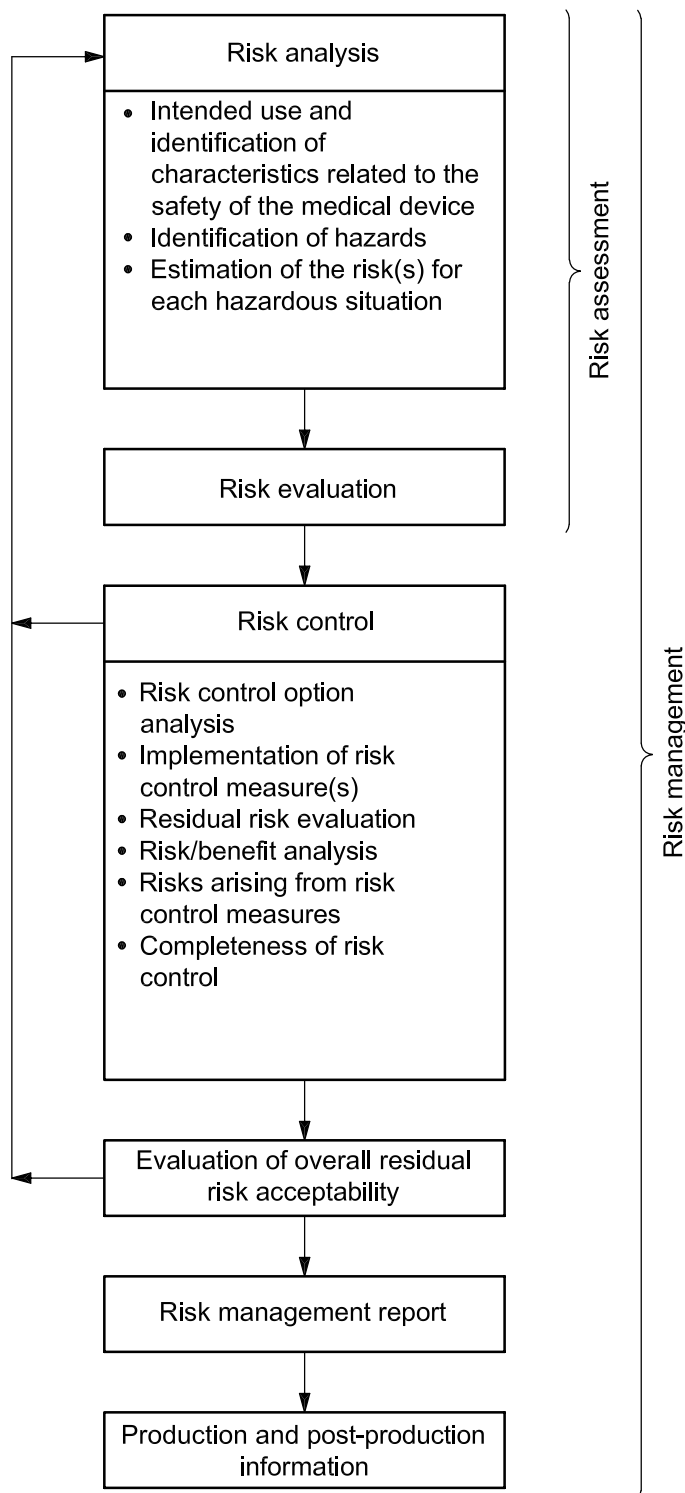 Risk analysis
• Intended use and
identification of
characteristics related to the
safety of the medical device
• Identification of hazards
• Estimation of the risk(s) for
each hazardous situation
Risk evaluation
Risk assessment
Risk control
• Risk control option
analysis
• Implementation of risk
control measure(s)
• Residual risk evaluation
• Risk/benefit analysis
• Risks arising from risk
control measures
• Completeness of risk
control
Evaluation of overall residual
risk acceptability
Risk management report
Production and post-production
information
Risk management